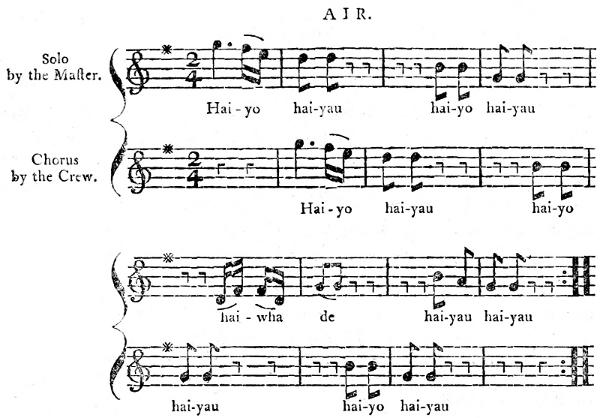 AIR.
Solo
by the Maſter.
Hai-yo hai-yau hai-yo hai-yau
Chorus
by the Crew.
Hai-yo hai-yau hai-yo
hai-wha de hai-yau hai-yau
hai-yau hai-yo hai-yau